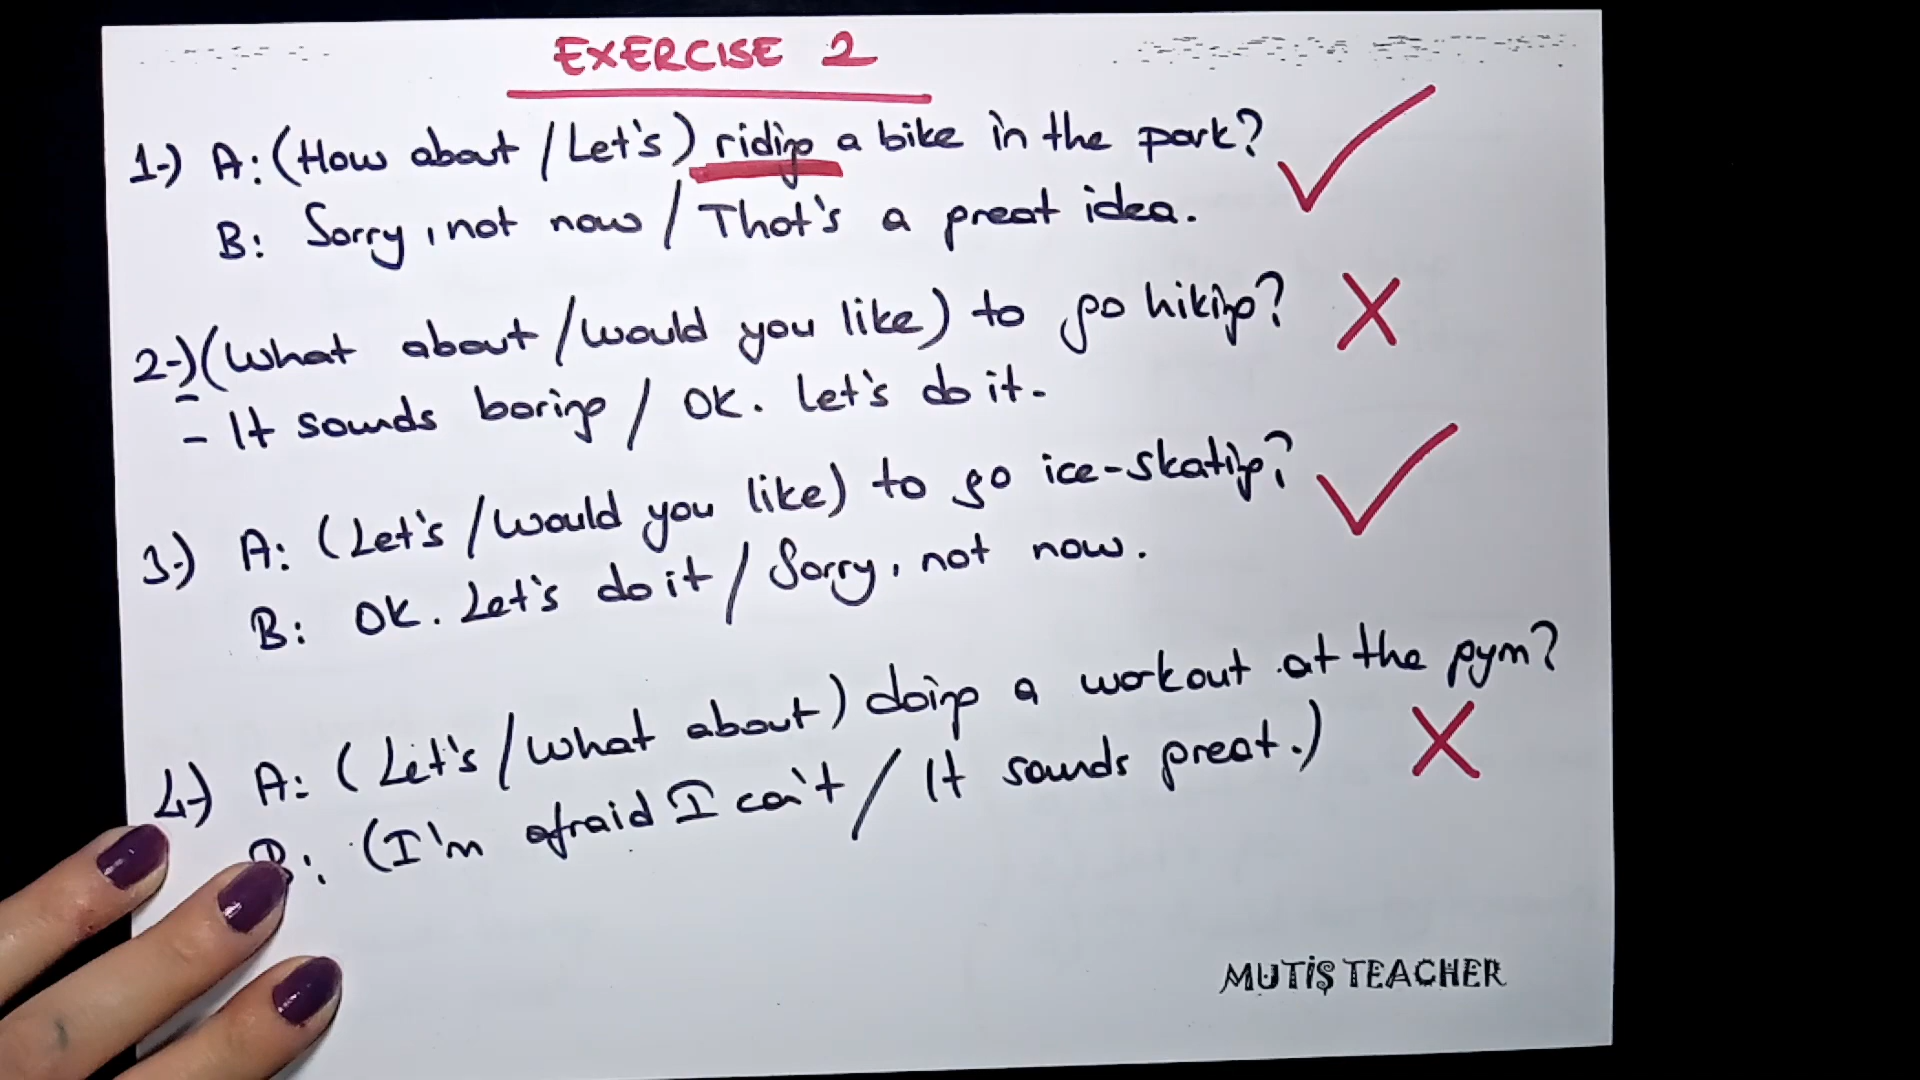 EXERCISE 2
1-) A: (How about / Let's) riding a bike in the park?
B: Sorry, not now / That's a great idea.
2-) (What about / would you like) to go hiking?
- It sounds boring / OK. Let's do it.
3-) A: (Let's / would you like) to go ice-skating?
B: OK. Let's do it / Sorry, not now.
4-) A: (Let's / what about) doing a workout at the gym?
B: (I'm afraid I can't / It sounds great.)
MUTİŞ TEACHER